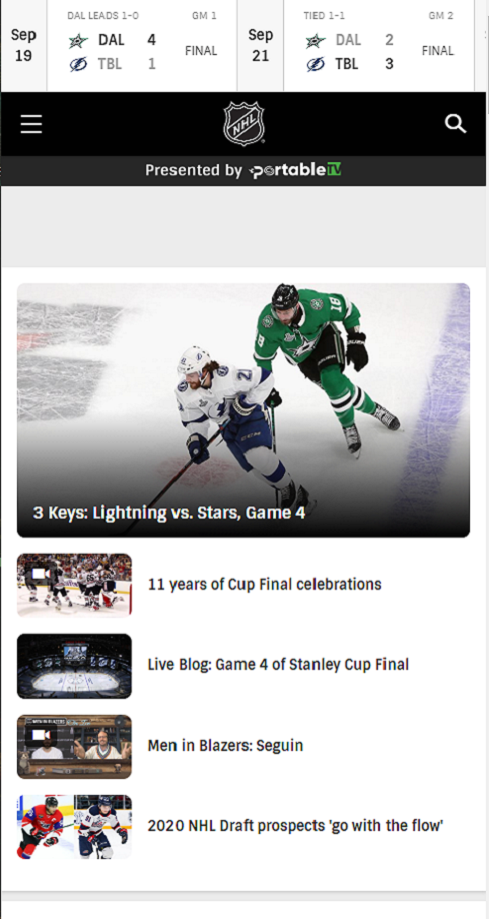 DAL LEADS 1-0 GM 1
Sep 19
DAL 4
TBL 1
FINAL
TIED 1-1 GM 2
Sep 21
DAL 2
TBL 3
FINAL
NHL
Presented by portableTV
3 Keys: Lightning vs. Stars, Game 4
11 years of Cup Final celebrations
Live Blog: Game 4 of Stanley Cup Final
Men in Blazers: Seguin
2020 NHL Draft prospects 'go with the flow'